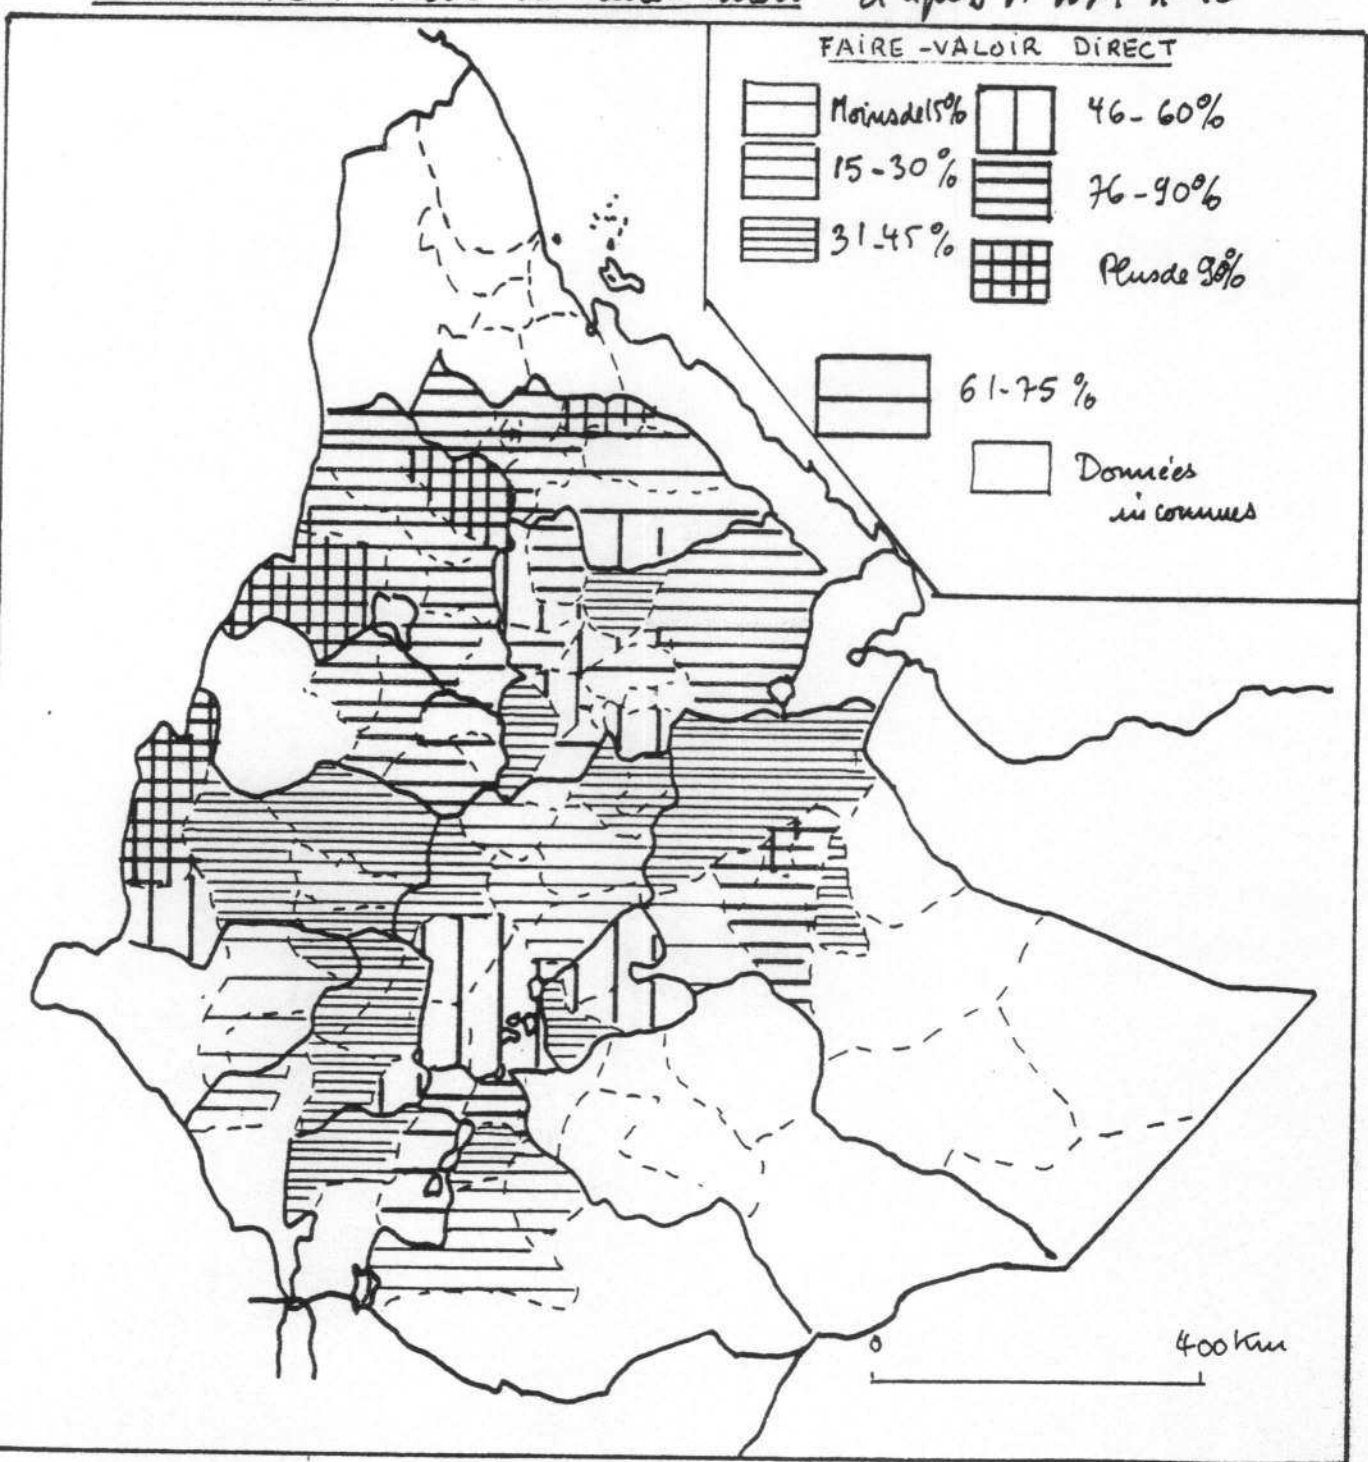 d'après
FAIRE-VALOIR DIRECT
Moins de 15%
46-60%
15-30%
76-90%
31-45%
Plus de 90%
61-75%
Données
inconnues
0
400 Km